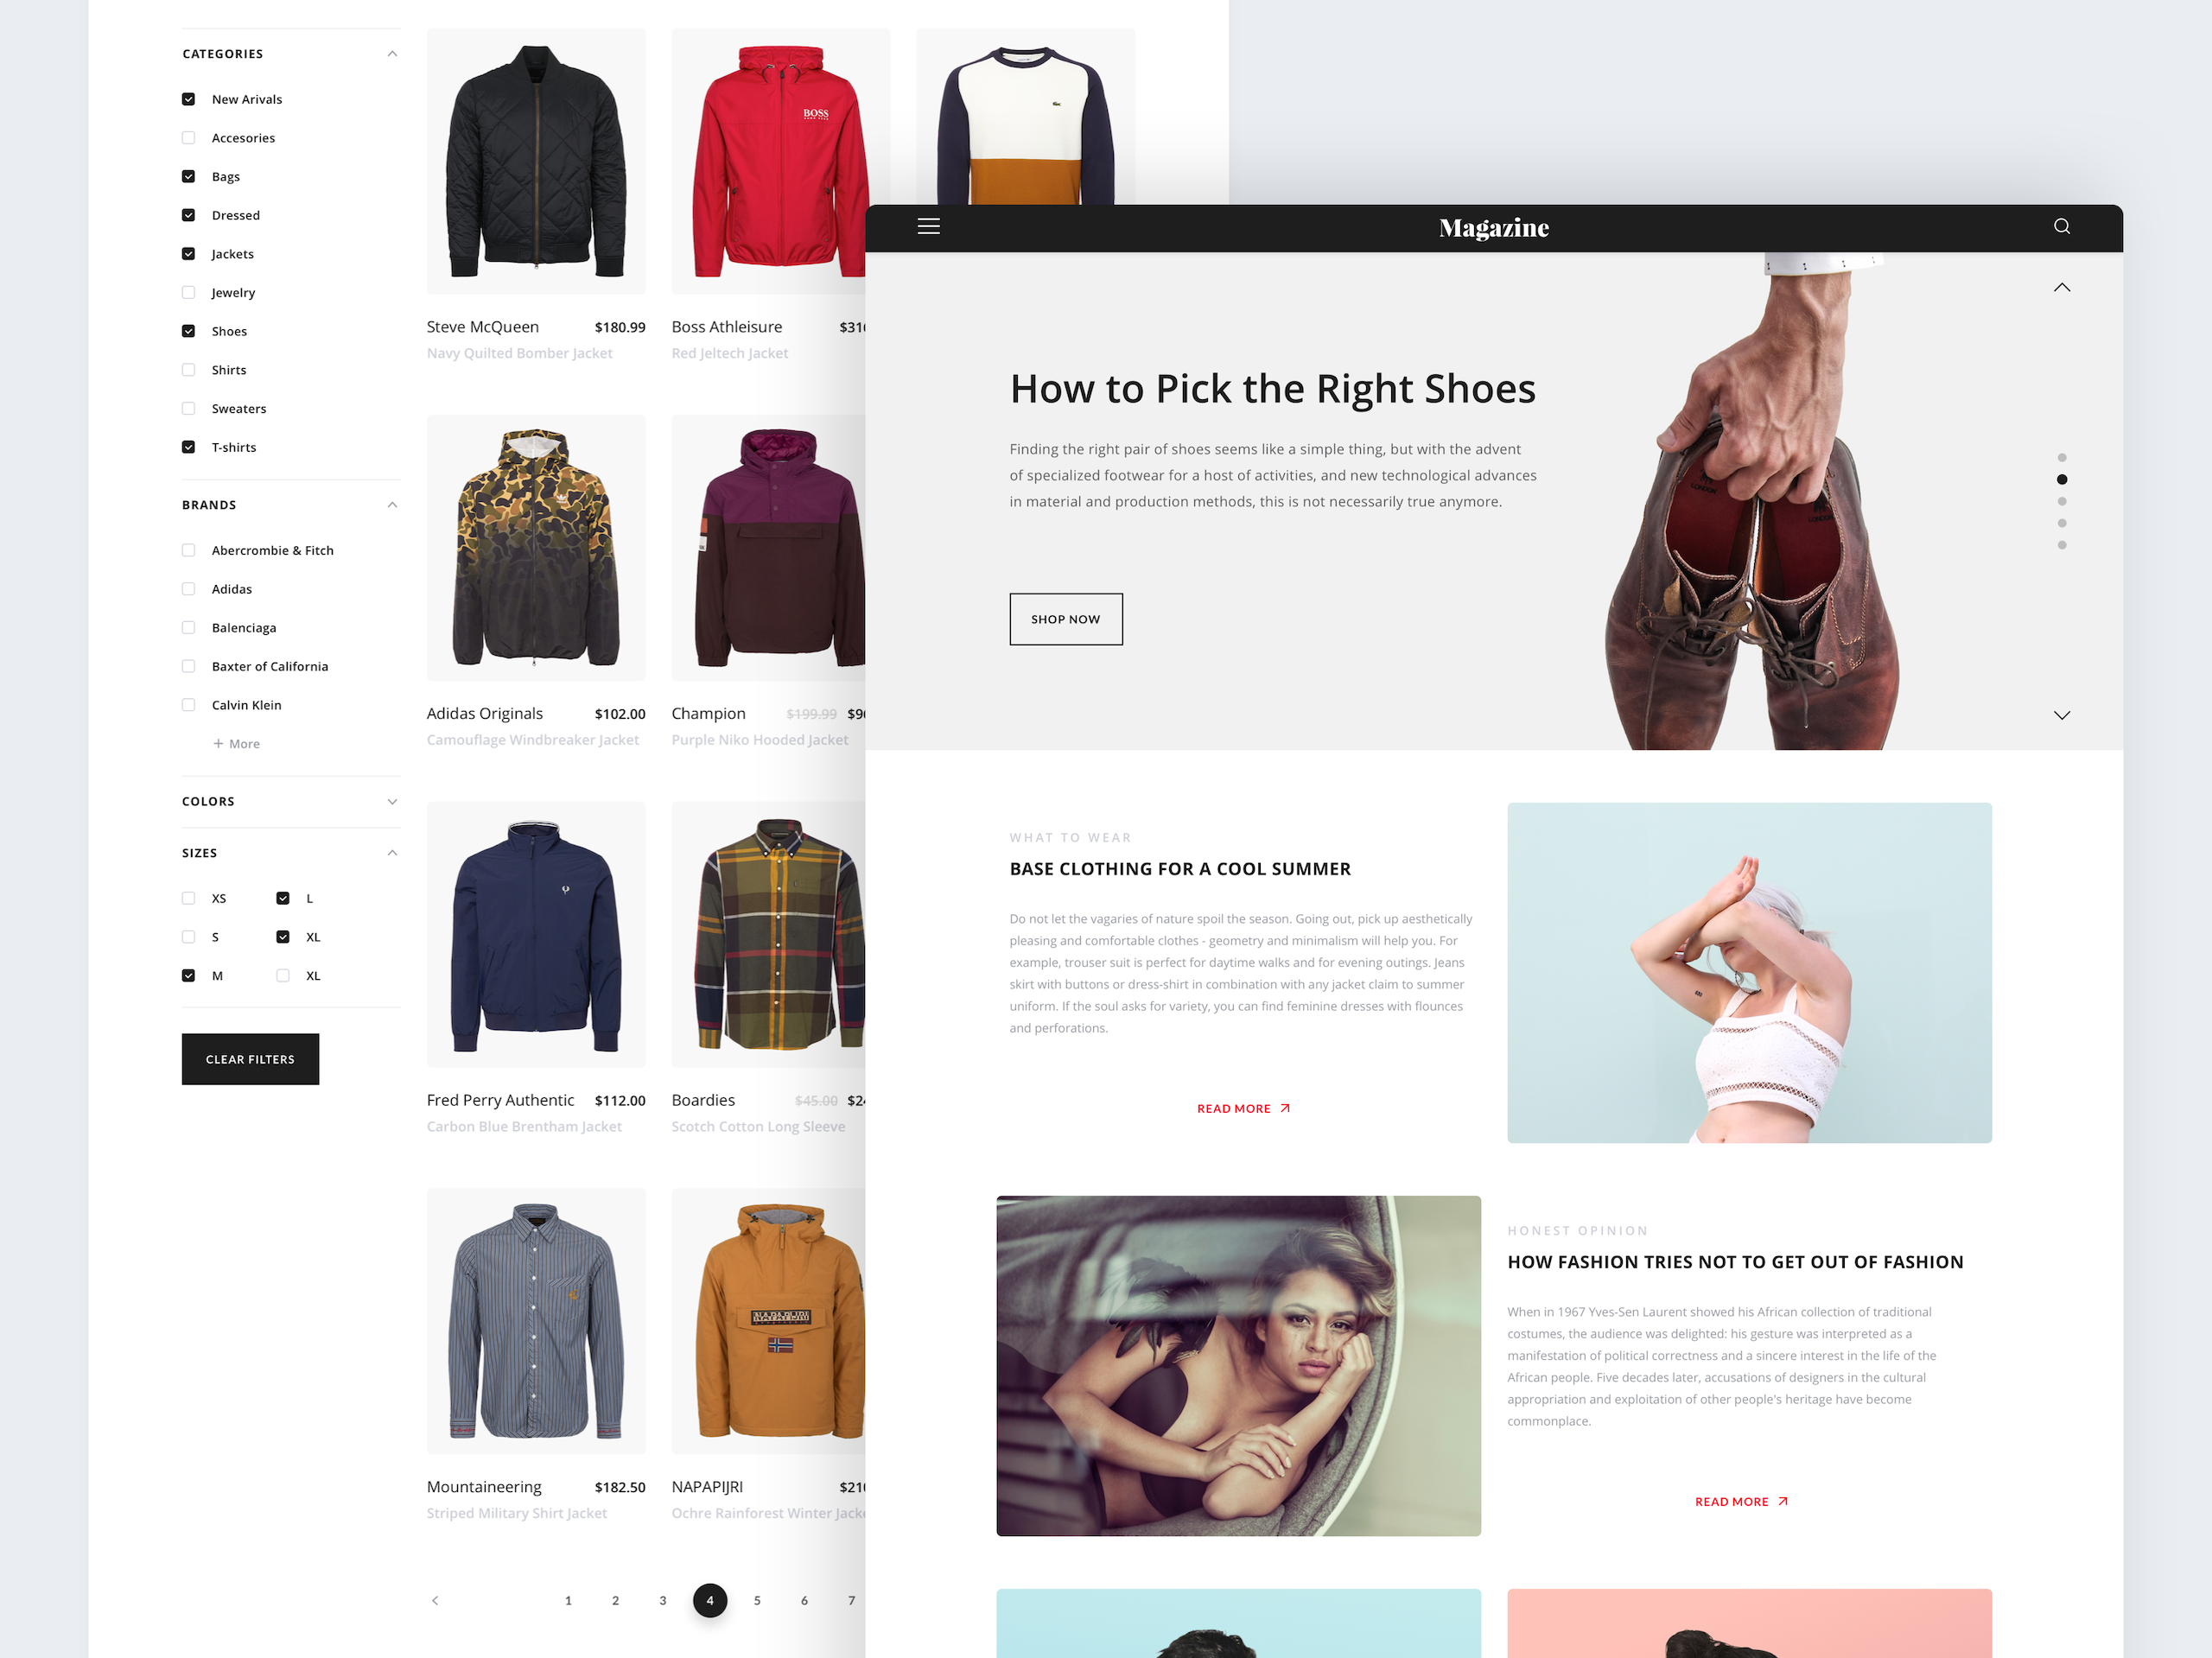 CATEGORIES
New Arivals
Accesories
Bags
Dressed
Jackets
Jewelry
Shoes
Shirts
Sweaters
T-shirts
BRANDS
Abercrombie & Fitch
Adidas
Balenciaga
Baxter of California
Calvin Klein
+ More
COLORS
SIZES
XS L
S XL
M XL
CLEAR FILTERS
BOSS
Steve McQueen $180.99
Navy Quilted Bomber Jacket
Boss Athleisure
Red Jeltech Jacket
Adidas Originals $102.00
Camouflage Windbreaker Jacket
Champion $199.99
Purple Niko Hooded Jacket
Fred Perry Authentic $112.00
Carbon Blue Brentham Jacket
Boardies $45.00
Scotch Cotton Long Sleeve
NAPAPIJRI
Mountaineering $182.50
Striped Military Shirt Jacket
NAPAPIJRI
Ochre Rainforest Winter
1 2 3 4 5 6 7
Magazine
How to Pick the Right Shoes
Finding the right pair of shoes seems like a simple thing, but with the advent
of specialized footwear for a host of activities, and new technological advances
in material and production methods, this is not necessarily true anymore.
SHOP NOW
LONDON
LONDON
WHAT TO WEAR
BASE CLOTHING FOR A COOL SUMMER
Do not let the vagaries of nature spoil the season. Going out, pick up aesthetically
pleasing and comfortable clothes - geometry and minimalism will help you. For
example, trouser suit is perfect for daytime walks and for evening outings. Jeans
skirt with buttons or dress-shirt in combination with any jacket claim to summer
uniform. If the soul asks for variety, you can find feminine dresses with flounces
and perforations.
READ MORE
HONEST OPINION
HOW FASHION TRIES NOT TO GET OUT OF FASHION
When in 1967 Yves-Sen Laurent showed his African collection of traditional
costumes, the audience was delighted: his gesture was interpreted as a
manifestation of political correctness and a sincere interest in the life of the
African people. Five decades later, accusations of designers in the cultural
appropriation and exploitation of other people's heritage have become
commonplace.
READ MORE